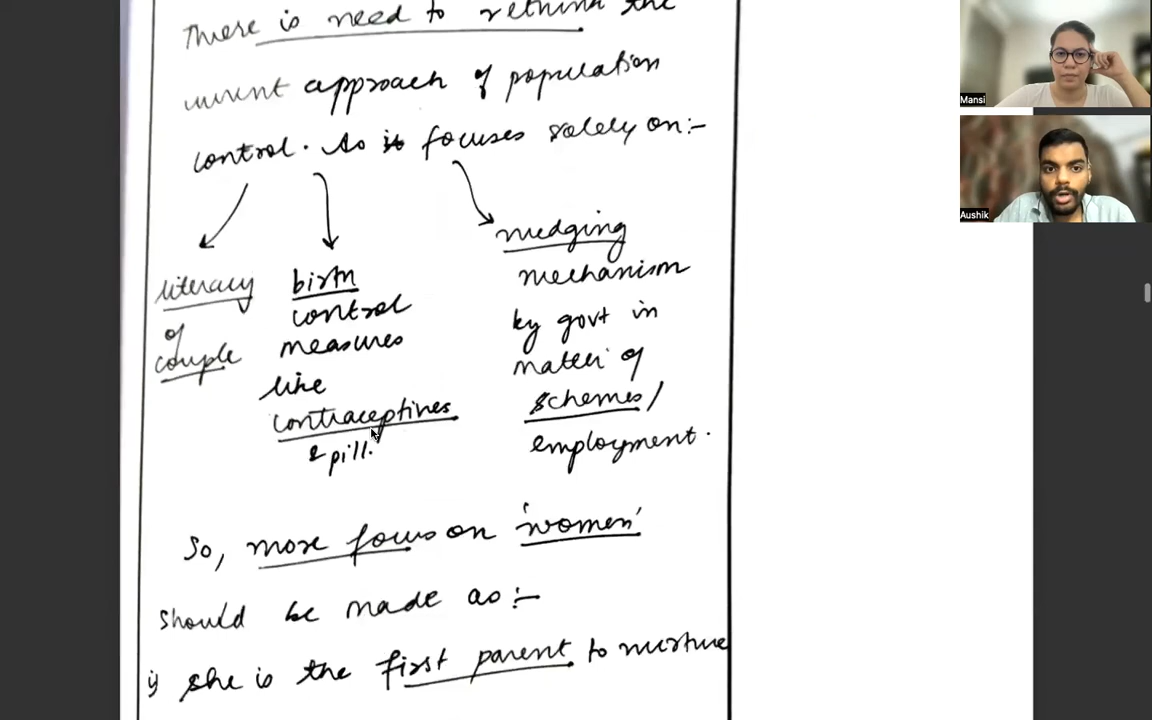 There is need to rethink the
current approach of population
control. As it focuses solely on:-
literacy
of
couple
birth
control
measures
like
contraceptives
& pill.
nudging
mechanism
by govt in
matter of
schemes/
employment.
So, more focus on 'women'
should be made as :-
i) she is the first parent to nurture
Mansi
Aushik